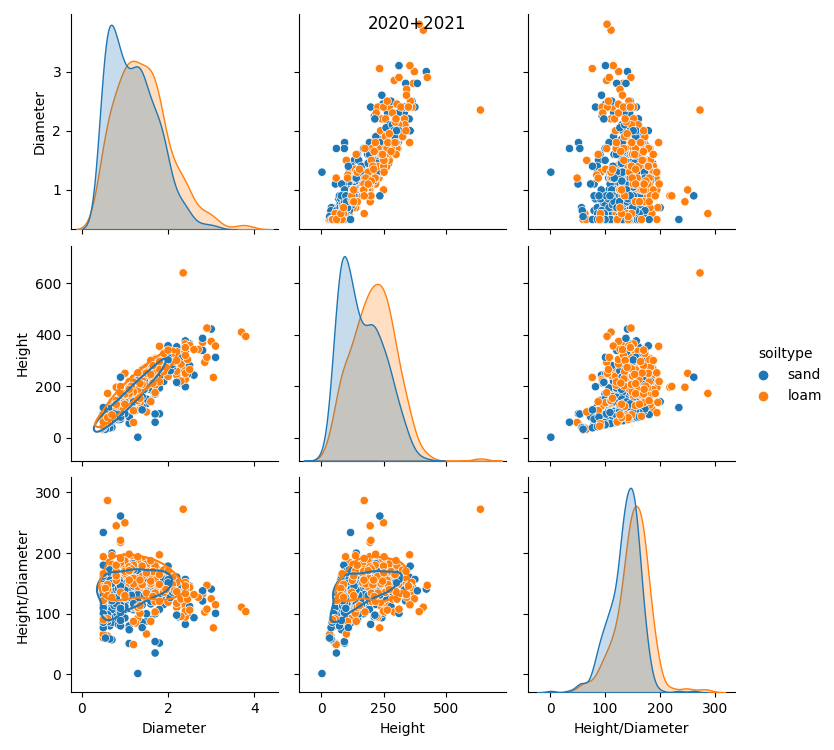 2020+2021
Diameter
3
2
1
Height
600
400
200
0
soiltype
sand
loam
Height/Diameter
300
200
100
0
0 2 4
0 250 500
0 100 200 300
Diameter
Height
Height/Diameter